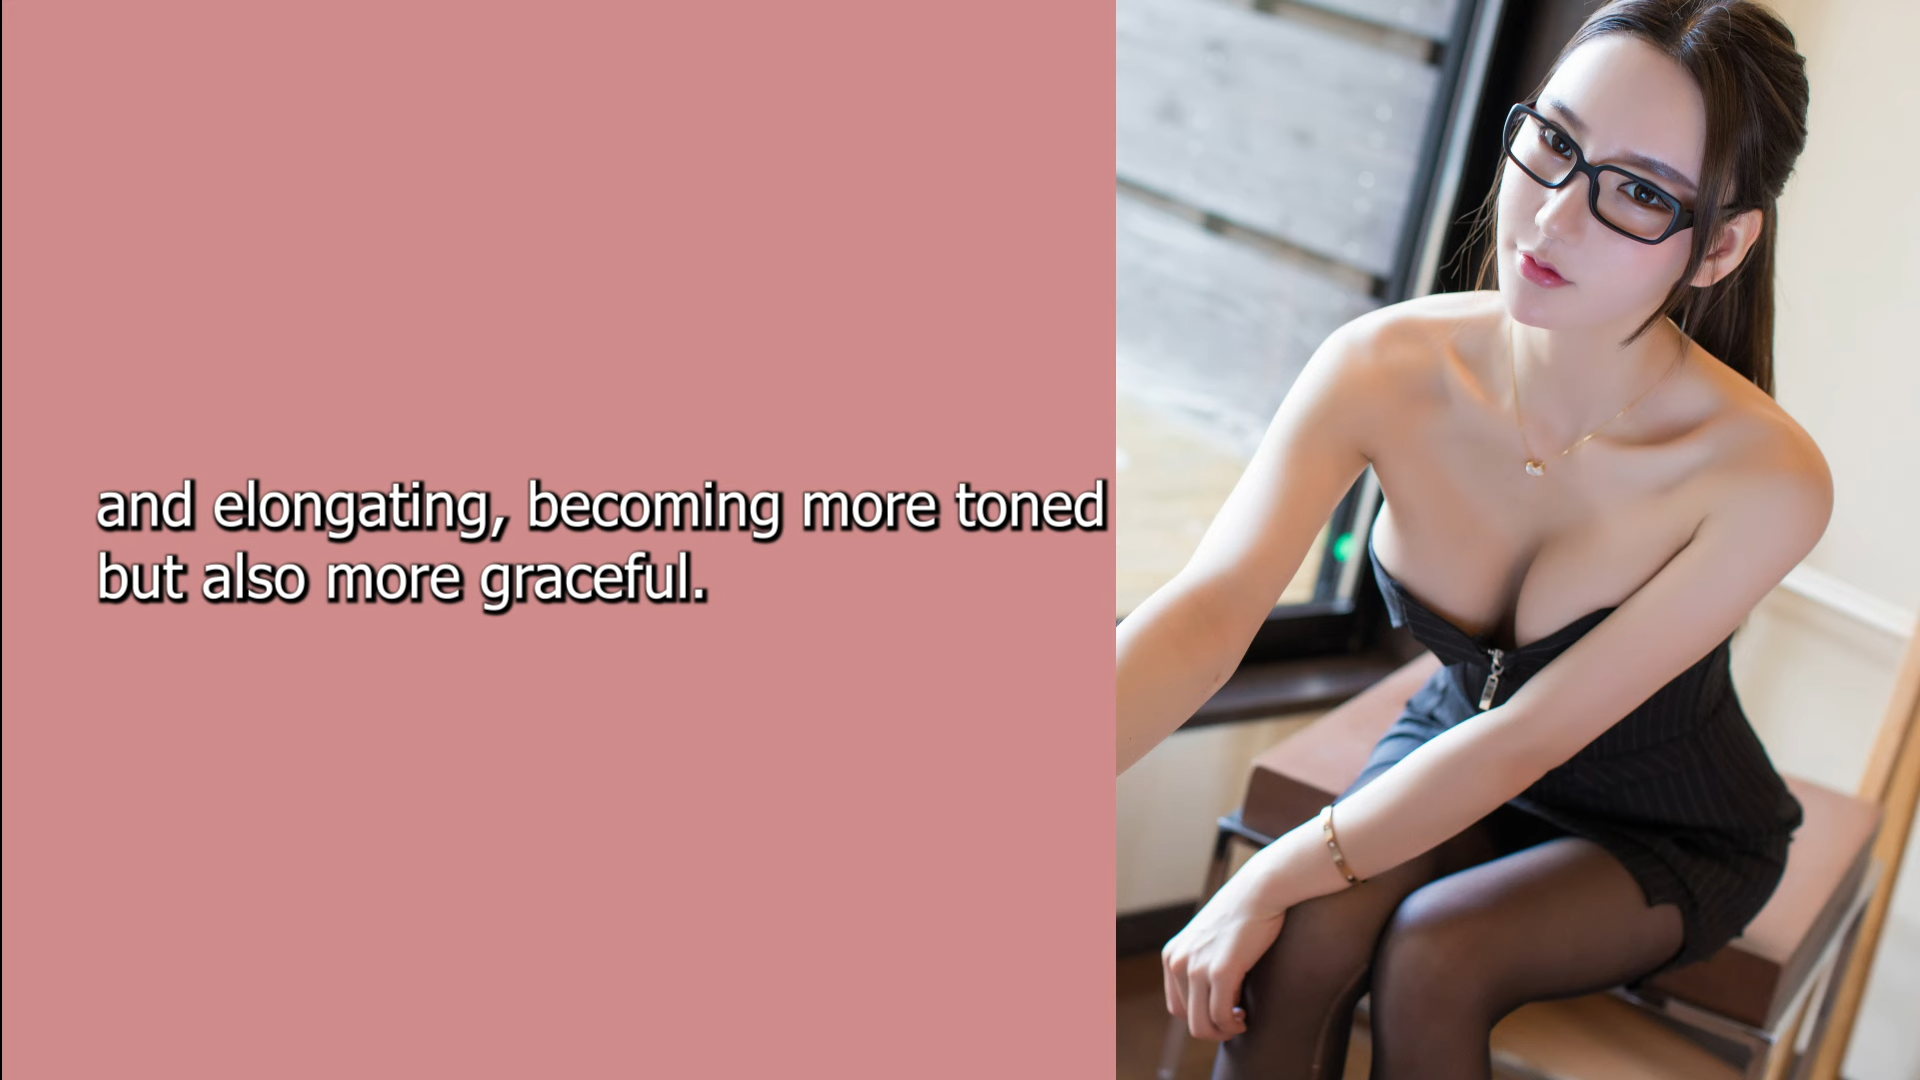 and elongating, becoming more toned
but also more graceful.